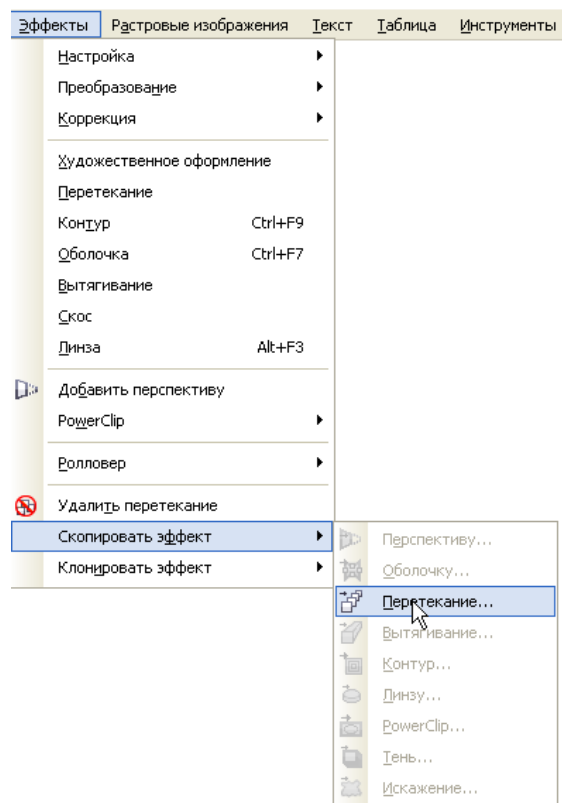 Эффекты Растровые изображения Текст Таблица Инструменты
Настройка
Преобразование
Коррекция
Художественное оформление
Перетекание
Контур Ctrl+F9
Оболочка Ctrl+F7
Вытягивание
Скос
Линза Alt+F3
Добавить перспективу
PowerClip
Ролловер
Удалить перетекание
Скопировать эффект
Клонировать эффект
Перспективу...
Оболочку...
Перетекание...
Вытягивание...
Контур...
Линзу...
PowerClip...
Тень...
Искажение...